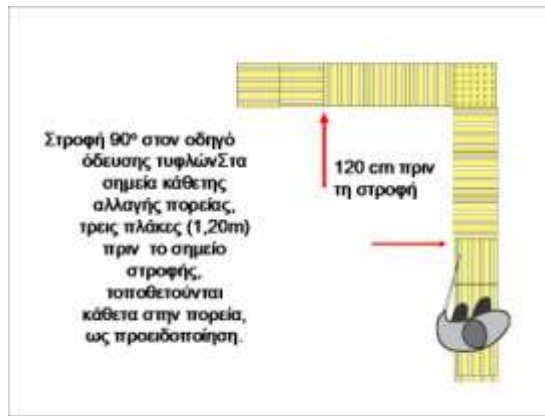 Στροφή 90° στον οδηγό
όδευσης τυφλώνΣτα
σημεία κάθετης
αλλαγής πορείας,
τρεις πλάκες (1,20m)
πριν το σημείο
στροφής,
τοποθετούνται
κάθετα στην πορεία,
ως προειδοποίηση.
120 cm πριν
τη στροφή